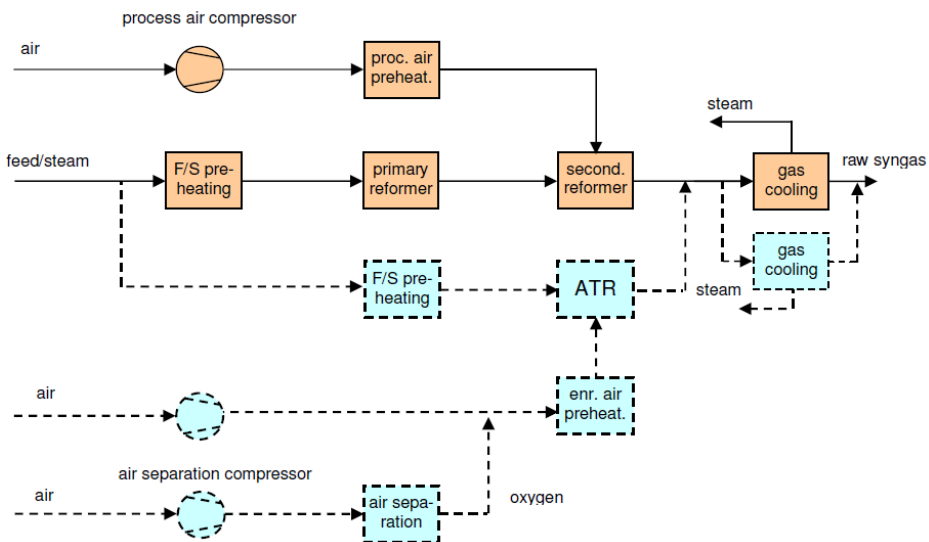 process air compressor
air
proc. air
preheat.
steam
feed/steam
F/S pre-
heating
primary
reformer
second.
reformer
gas
cooling
raw syngas
F/S pre-
heating
ATR
gas
cooling
steam
air
enr. air
preheat.
air separation compressor
air
air sepa-
ration
oxygen